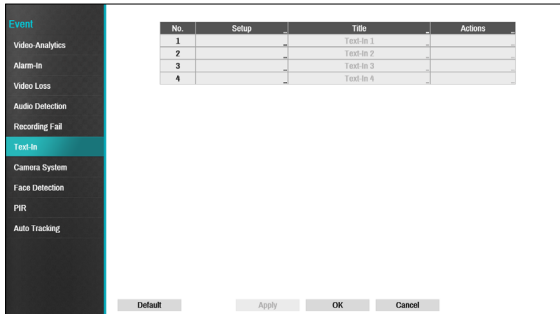 Event
Video-Analytics
Alarm-In
Video Loss
Audio Detection
Recording Fail
Text-In
Camera System
Face Detection
PIR
Auto Tracking
No. Setup Title Actions
1 Text-In 1
2 Text-In 2
3 Text-In 3
4 Text-In 4
Default Apply OK Cancel